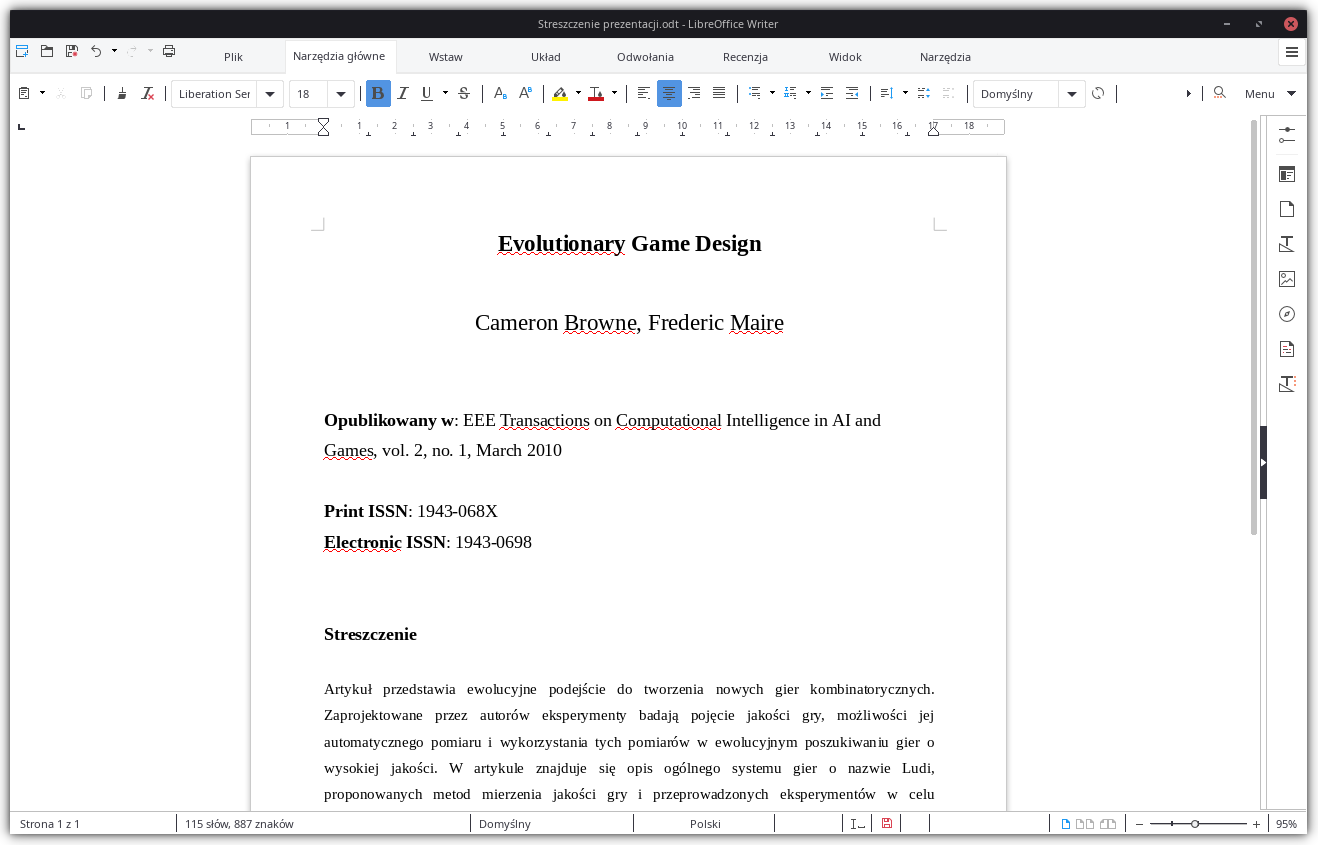 Streszczenie prezentacji.odt - LibreOffice Writer
Plik Narzędzia główne Wstaw Układ Odwołania Recenzja Widok Narzędzia
Liberation Ser 18 Domyślny Menu
1 1 2 3 4 5 6 7 8 9 10 11 12 13 14 15 16 17 18
Evolutionary Game Design
Cameron Browne, Frederic Maire
Opublikowany w: EEE Transactions on Computational Intelligence in AI and
Games, vol. 2, no. 1, March 2010
Print ISSN: 1943-068X
Electronic ISSN: 1943-0698
Streszczenie
Artykuł przedstawia ewolucyjne podejście do tworzenia nowych gier kombinatorycznych.
Zaprojektowane przez autorów eksperymenty badają pojęcie jakości gry, możliwości jej
automatycznego pomiaru i wykorzystania tych pomiarów w ewolucyjnym poszukiwaniu gier o
wysokiej jakości. W artykule znajduje się opis ogólnego systemu gier o nazwie Ludi,
proponowanych metod mierzenia jakości gry i przeprowadzonych eksperymentów w celu
Strona 1 z 1 115 słów, 887 znaków Domyślny Polski 95%